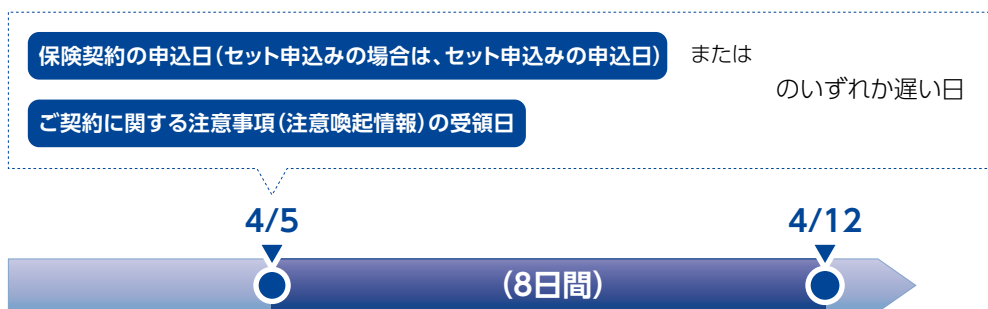 保険契約の申込日(セット申込みの場合は、セット申込みの申込日) または
のいずれか遅い日
ご契約に関する注意事項(注意喚起情報)の受領日
4/5 4/12
(8日間)